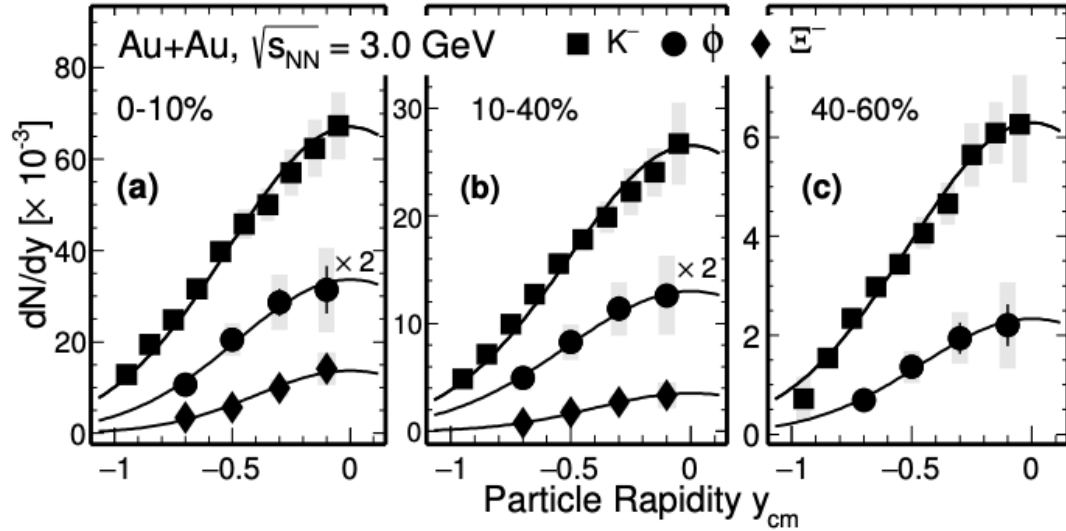 Au+Au, √sNN = 3.0 GeV ■ K⁻ ● ϕ ♦ Ξ⁻
0-10%
10-40%
40-60%
(a)
(b)
(c)
× 2
× 2
dN/dy [× 10⁻³]
80
60
40
20
0
30
20
10
0
6
4
2
0
−1 −0.5 0
−1 −0.5 0
−1 −0.5 0
Particle Rapidity y_cm